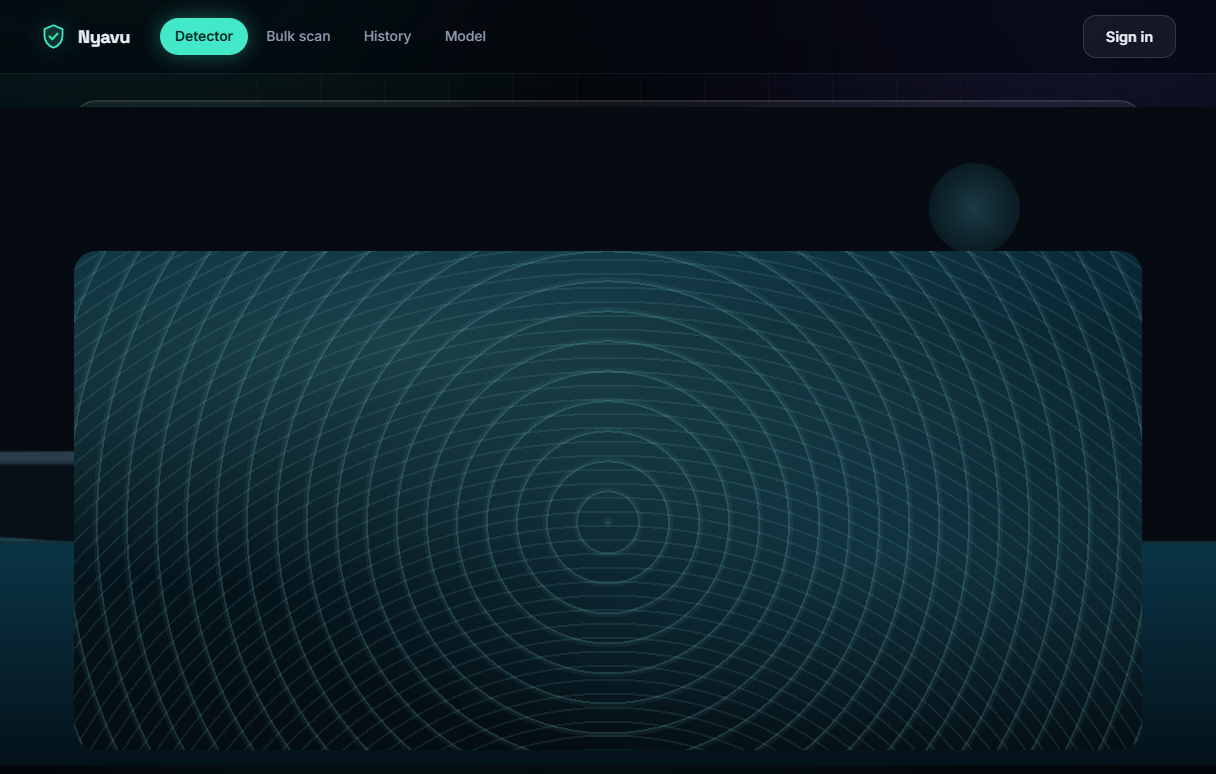 Nyavu
Detector
Bulk scan
History
Model
Sign in